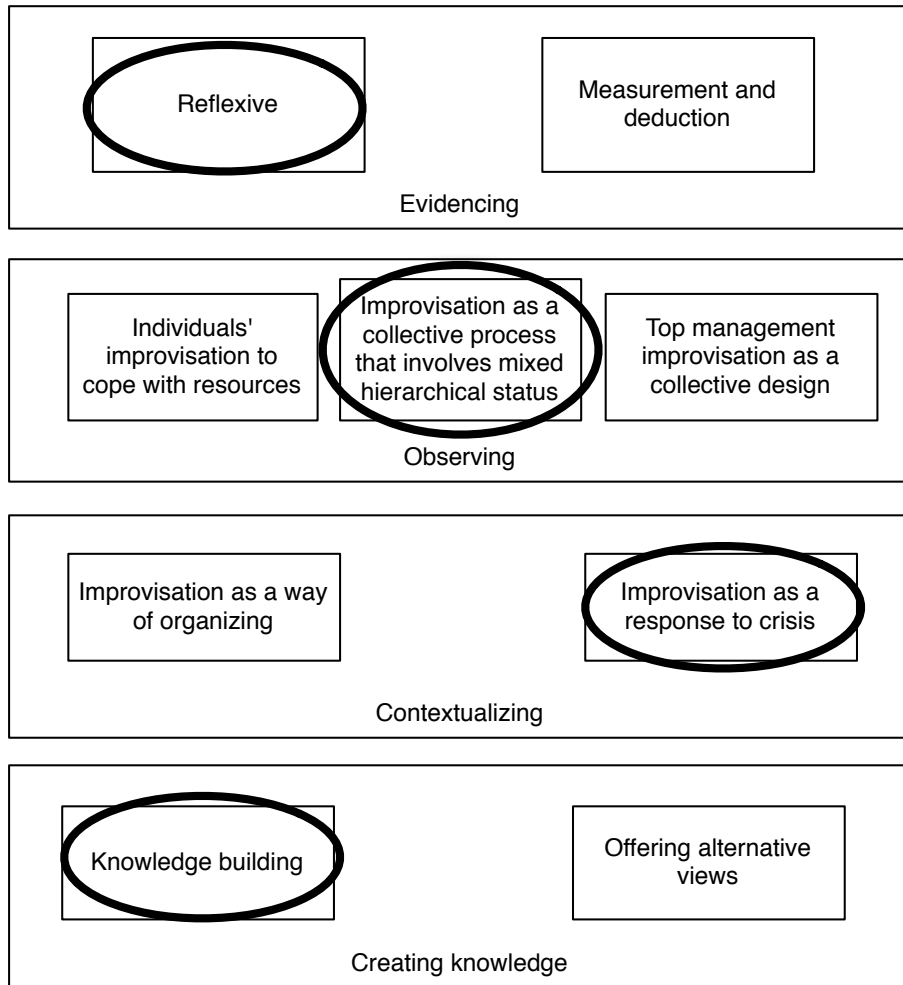 Reflexive
Measurement and
deduction
Evidencing
Individuals'
improvisation to
cope with resources
Improvisation as a
collective process
that involves mixed
hierarchical status
Top management
improvisation as a
collective design
Observing
Improvisation as a way
of organizing
Improvisation as a
response to crisis
Contextualizing
Knowledge building
Offering alternative
views
Creating knowledge